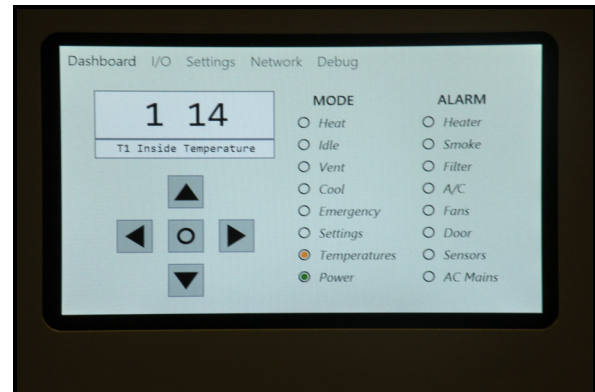 Dashboard I/O Settings Network Debug
1 14
T1 Inside Temperature
MODE
Heat
Idle
Vent
Cool
Emergency
Settings
Temperatures
Power
ALARM
Heater
Smoke
Filter
A/C
Fans
Door
Sensors
AC Mains